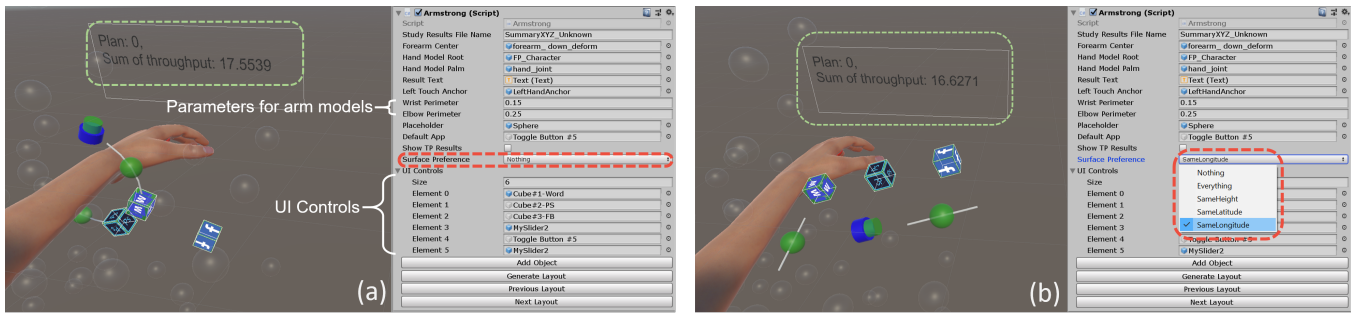 Plan: 0,
Sum of throughput: 17.5539
Parameters for arm models
UI Controls
(a)
Armstrong (Script)
Script Armstrong
Study Results File Name SummaryXYZ_Unknown
Forearm Center forearm_ down_deform
Hand Model Root FP_Character
Hand Model Palm hand_joint
Result Text Text (Text)
Left Touch Anchor LeftHandAnchor
Wrist Perimeter 0.15
Elbow Perimeter 0.25
Placeholder Sphere
Default App Toggle Button #5
Show TP Results
Surface Preference Nothing
UI Controls
Size 6
Element 0 Cube#1-Word
Element 1 Cube#2-PS
Element 2 Cube#3-FB
Element 3 MySlider2
Element 4 Toggle Button #5
Element 5 MySlider2
Add Object
Generate Layout
Previous Layout
Next Layout
Plan: 0,
Sum of throughput: 16.6271
(b)
Armstrong (Script)
Script Armstrong
Study Results File Name SummaryXYZ_Unknown
Forearm Center forearm_ down_deform
Hand Model Root FP_Character
Hand Model Palm hand_joint
Result Text Text (Text)
Left Touch Anchor LeftHandAnchor
Wrist Perimeter 0.15
Elbow Perimeter 0.25
Placeholder Sphere
Default App Toggle Button #5
Show TP Results
Surface Preference SameLongitude
UI Controls
Size
Element 0
Element 1
Element 2
Element 3
Element 4 Toggle Button #5
Element 5 MySlider2
Nothing
Everything
SameHeight
SameLatitude
SameLongitude
Add Object
Generate Layout
Previous Layout
Next Layout